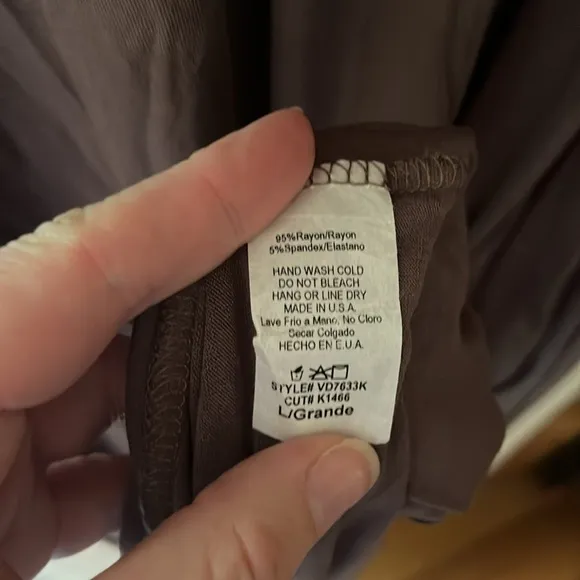 95%Rayon/Rayon
5%Spandex/Elastano
HAND WASH COLD
DO NOT BLEACH
HANG OR LINE DRY
MADE IN U.S.A.
Lave Frio a Mano, No Cloro
Secar Colgado
HECHO EN E.U.A.
STYLE# VD7633K
CUT# K1466
L/Grande